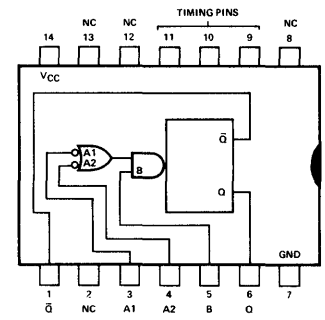 TIMING PINS
NC NC NC
14 13 12 11 10 9 8
VCC
Q̄
A1
A2
B
Q
GND
1 2 3 4 5 6 7
Q̄ NC A1 A2 B Q